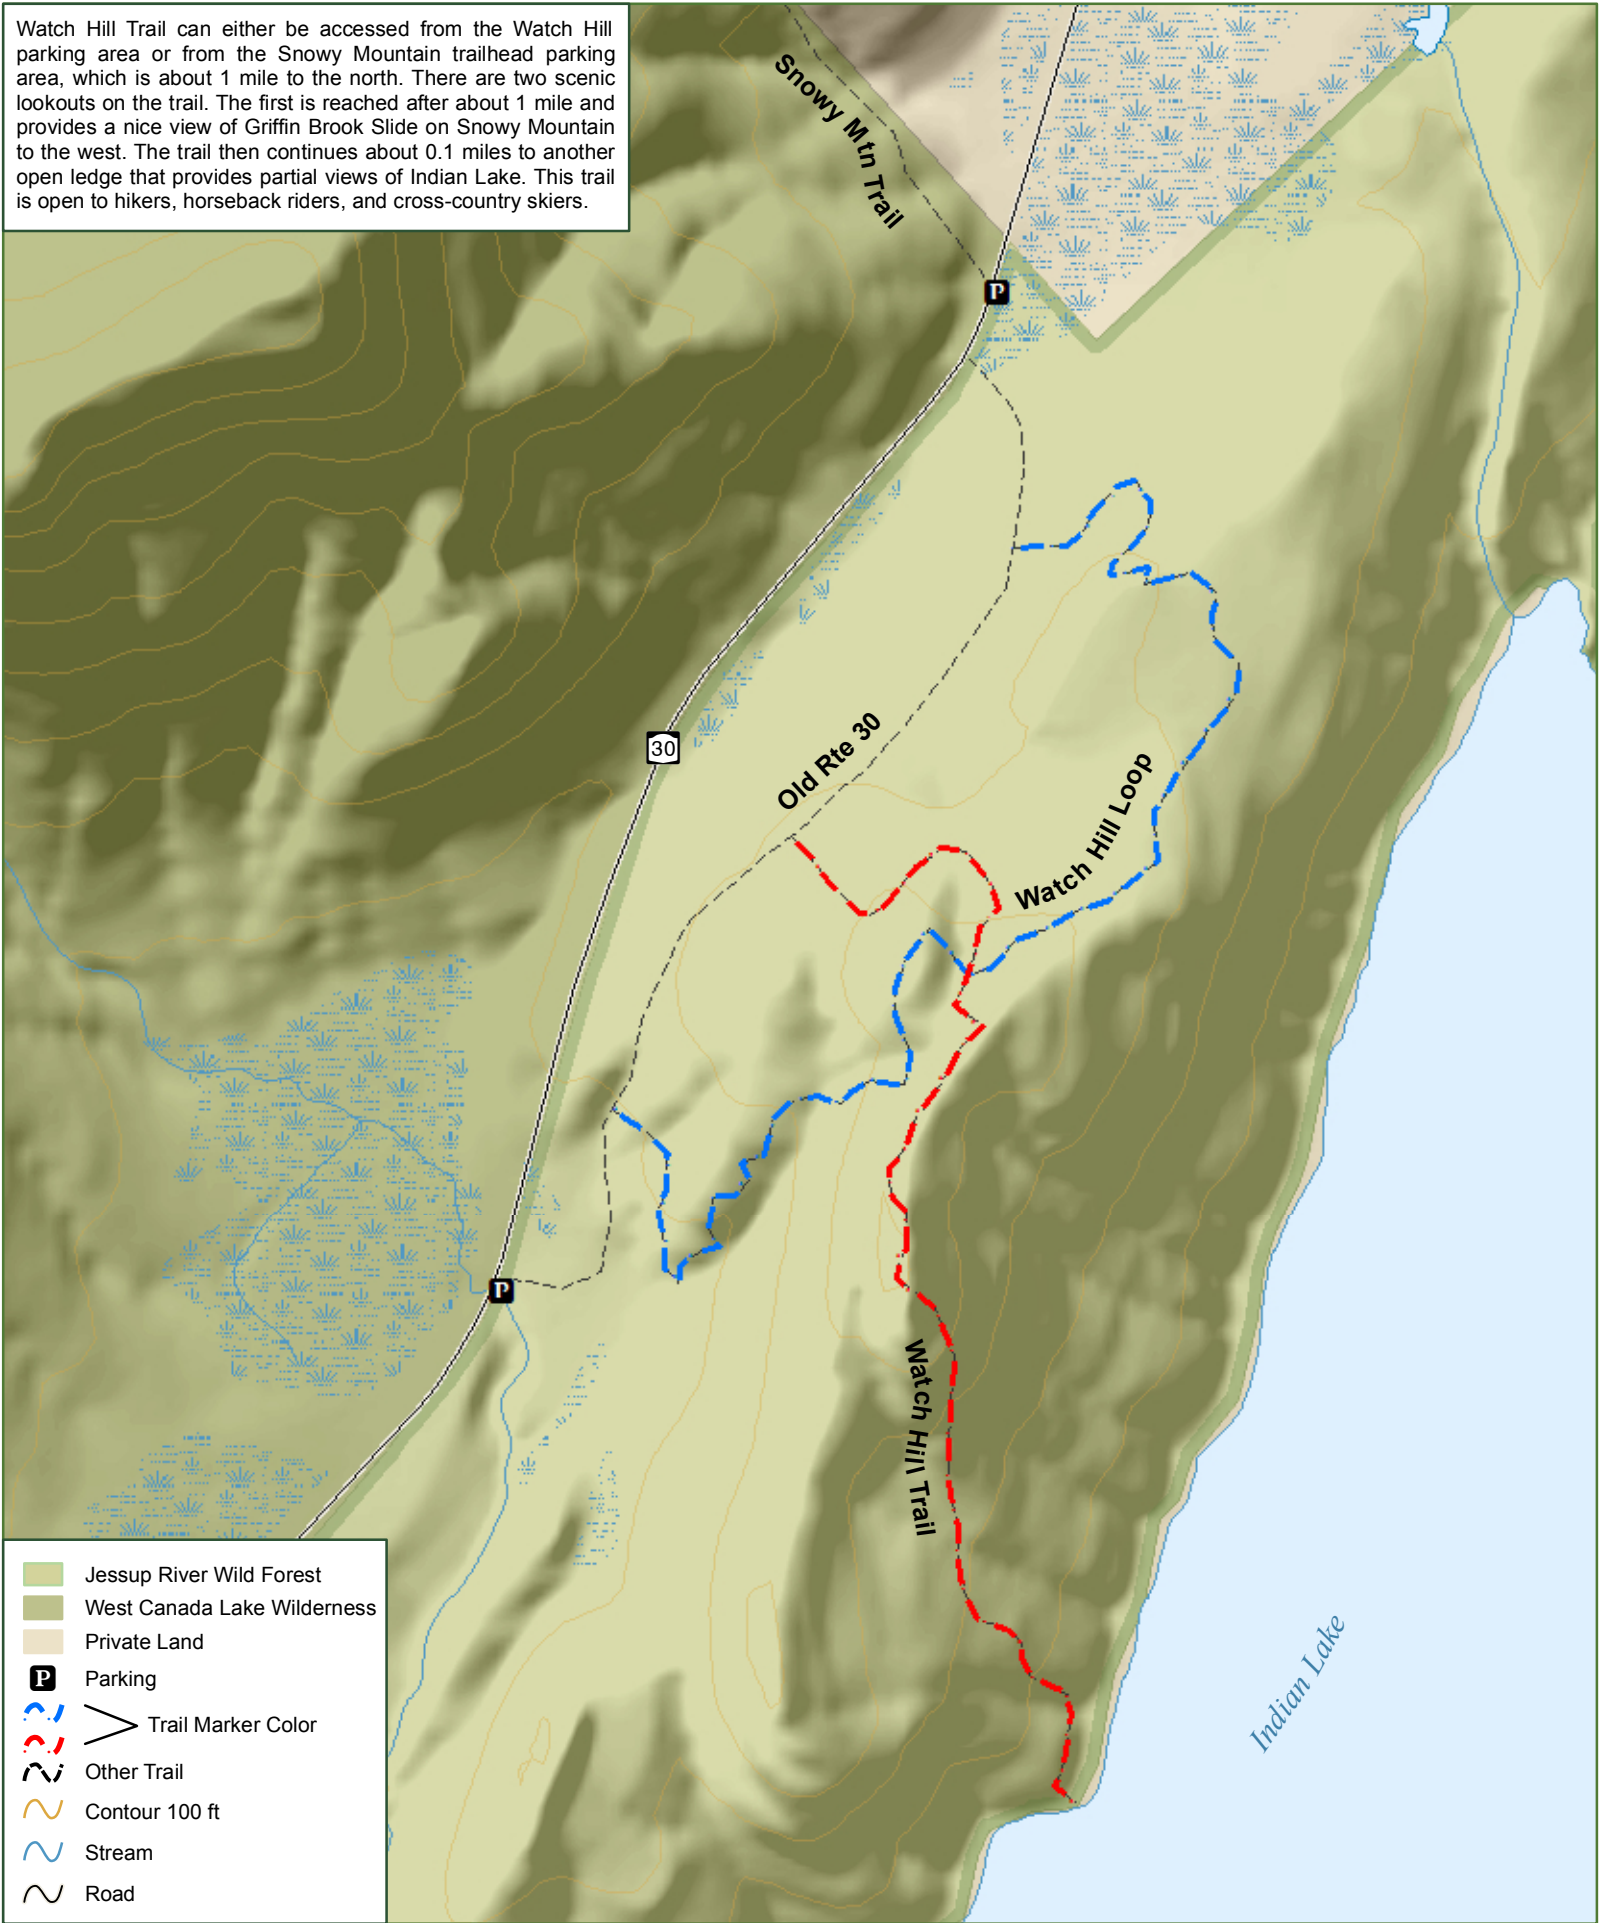 Watch Hill Trail can either be accessed from the Watch Hill
parking area or from the Snowy Mountain trailhead parking
area, which is about 1 mile to the north. There are two scenic
lookouts on the trail. The first is reached after about 1 mile and
provides a nice view of Griffin Brook Slide on Snowy Mountain
to the west. The trail then continues about 0.1 miles to another
open ledge that provides partial views of Indian Lake. This trail
is open to hikers, horseback riders, and cross-country skiers.
Snowy Mtn Trail
P
30
Old Rte 30
Watch Hill Loop
P
Watch Hill Trail
Indian Lake
Jessup River Wild Forest
West Canada Lake Wilderness
Private Land
P Parking
Trail Marker Color
Other Trail
Contour 100 ft
Stream
Road